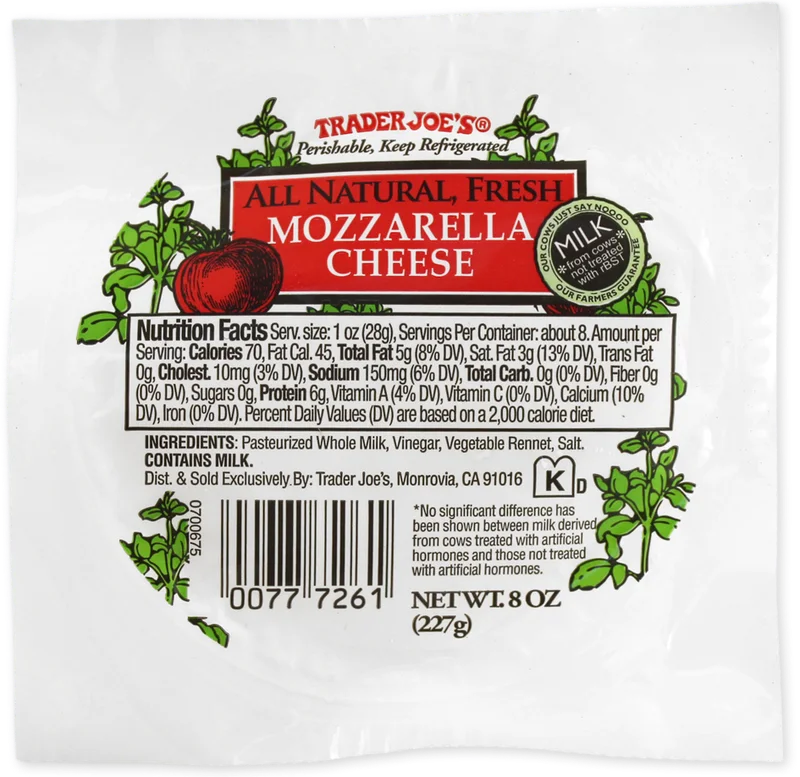 TRADER JOE'S®
Perishable, Keep Refrigerated
ALL NATURAL, FRESH
MOZZARELLA
CHEESE
OUR COWS JUST SAY NOOOO
MILK
*from cows*
not treated
with rBST
OUR FARMERS GUARANTEE
Nutrition Facts Serv. size: 1 oz (28g), Servings Per Container: about 8. Amount per
Serving: Calories 70, Fat Cal. 45, Total Fat 5g (8% DV), Sat. Fat 3g (13% DV), Trans Fat
0g, Cholest. 10mg (3% DV), Sodium 150mg (6% DV), Total Carb. 0g (0% DV), Fiber 0g
(0% DV), Sugars 0g, Protein 6g, Vitamin A (4% DV), Vitamin C (0% DV), Calcium (10%
DV), Iron (0% DV). Percent Daily Values (DV) are based on a 2,000 calorie diet.
INGREDIENTS: Pasteurized Whole Milk, Vinegar, Vegetable Rennet, Salt.
CONTAINS MILK.
Dist. & Sold Exclusively By: Trader Joe's, Monrovia, CA 91016
K D
0700675
0077 7261
*No significant difference has
been shown between milk derived
from cows treated with artificial
hormones and those not treated
with artificial hormones.
NET WT. 8 OZ
(227g)